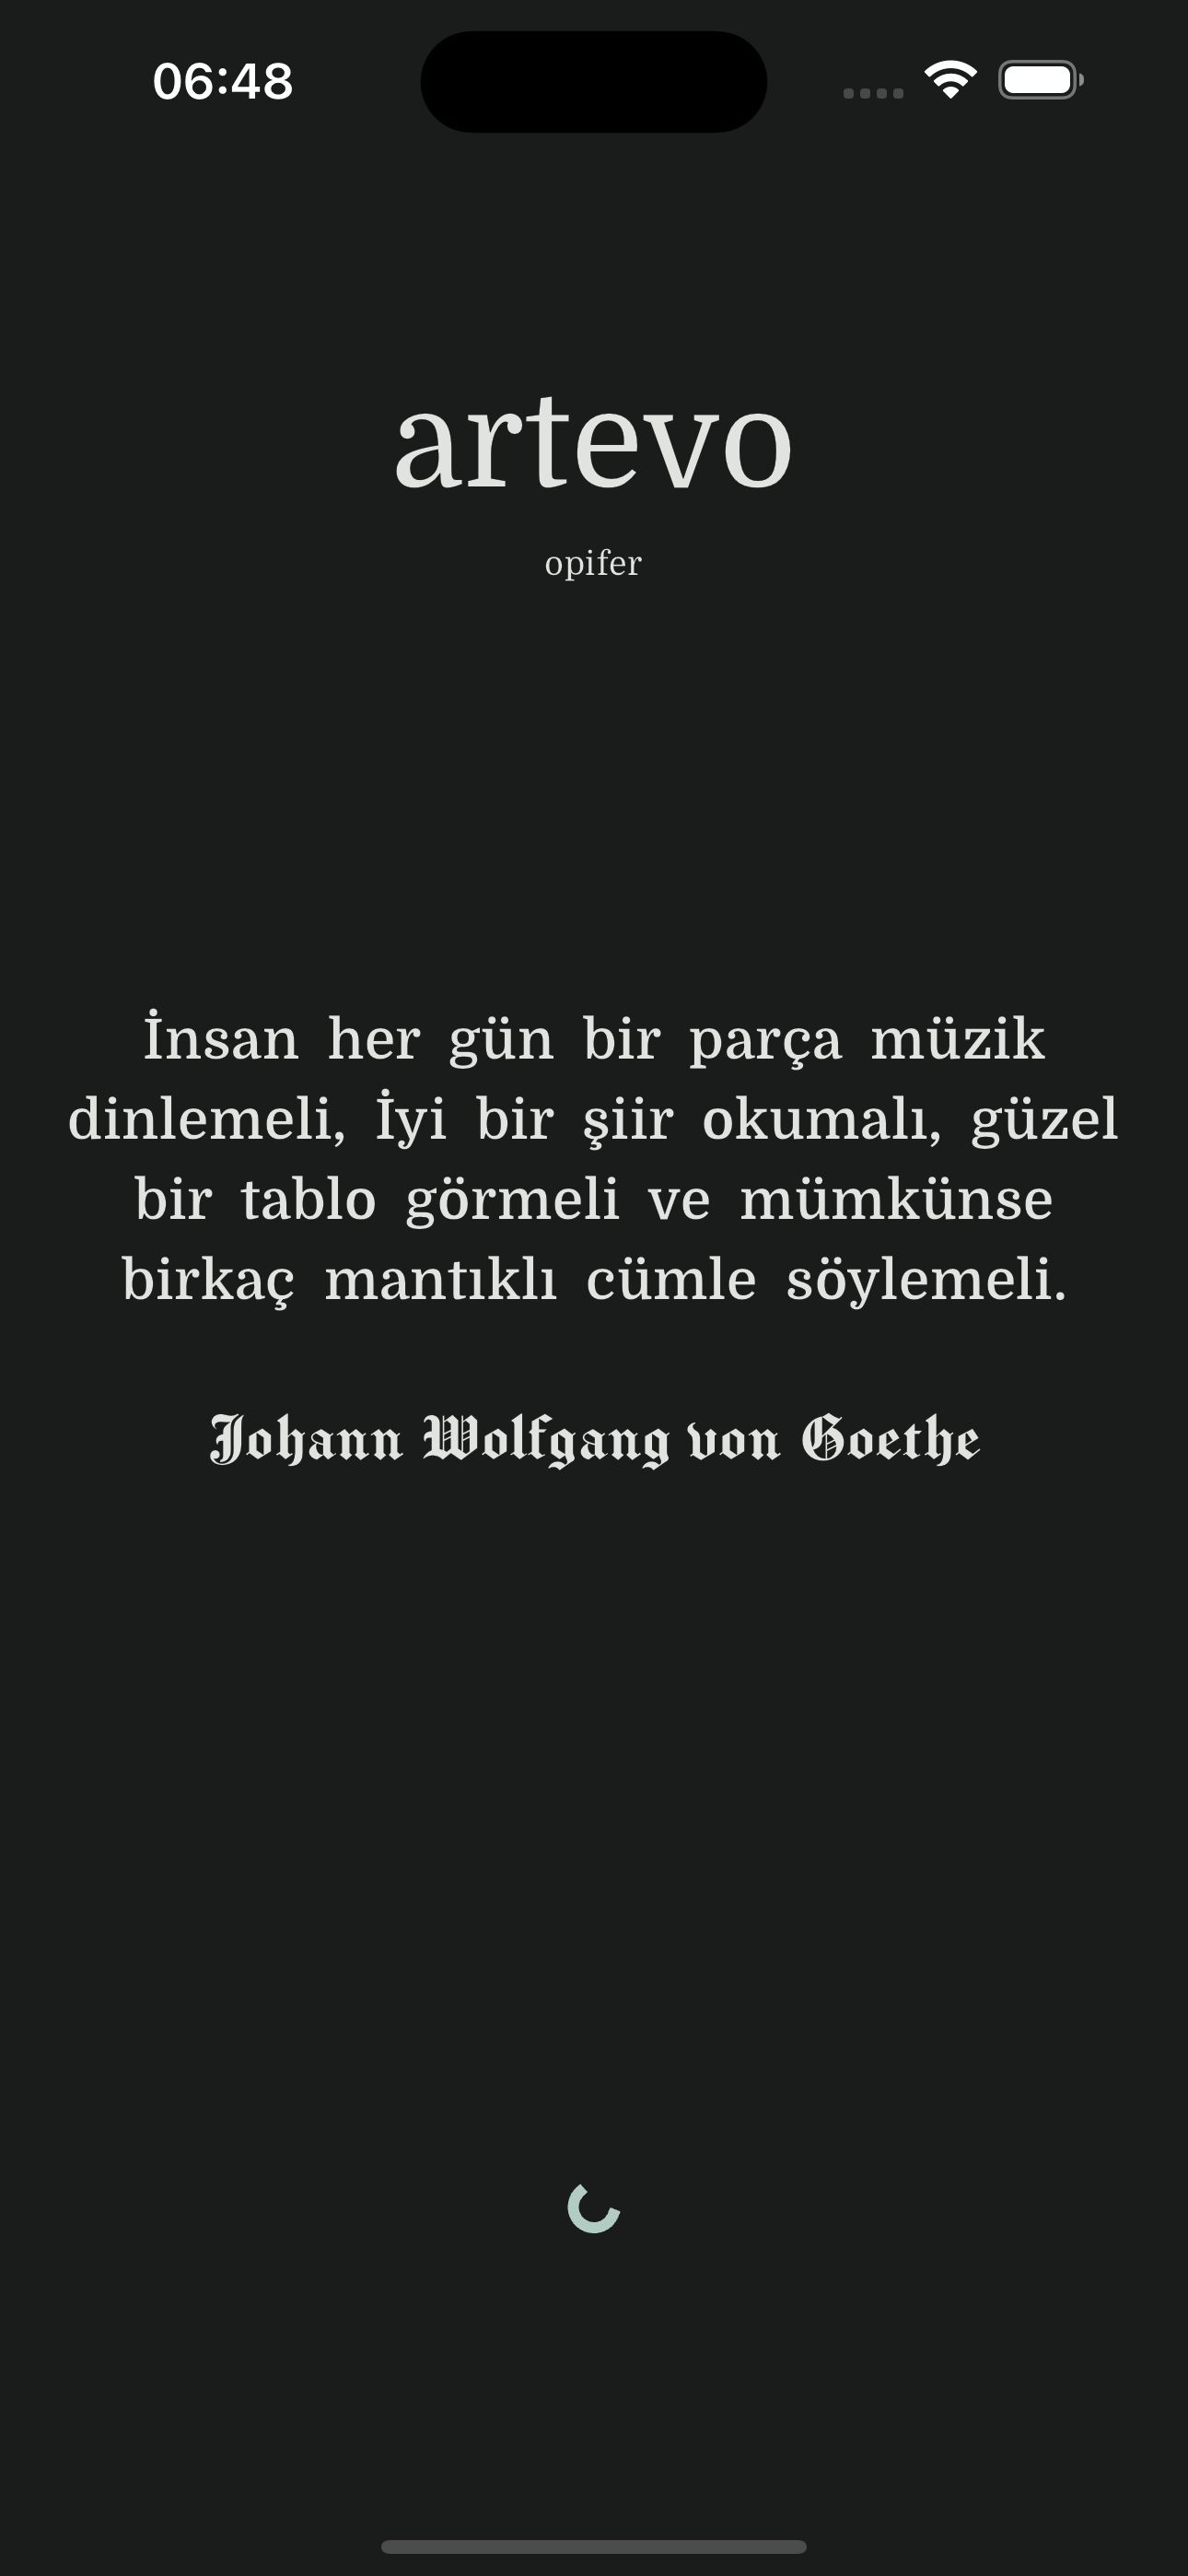 06:48
artevo
opifer
İnsan her gün bir parça müzik
dinlemeli, İyi bir şiir okumalı, güzel
bir tablo görmeli ve mümkünse
birkaç mantıklı cümle söylemeli.
Johann Wolfgang von Goethe